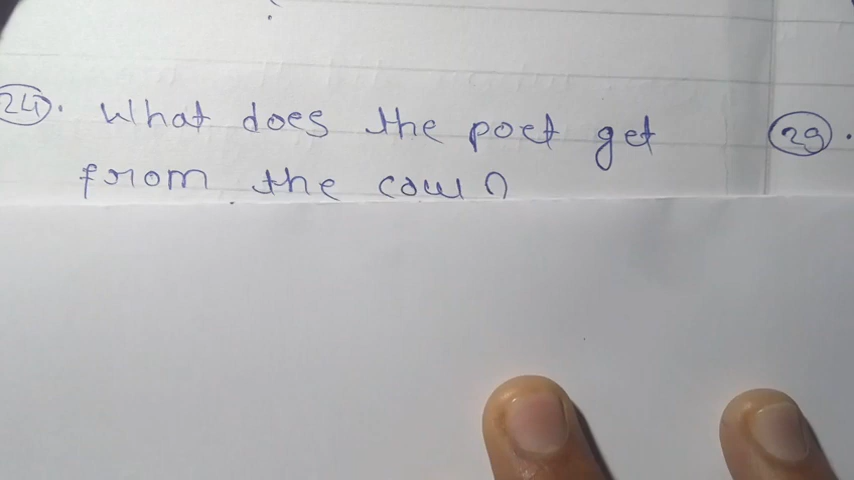 24. What does the poet get
from the cow?
29.